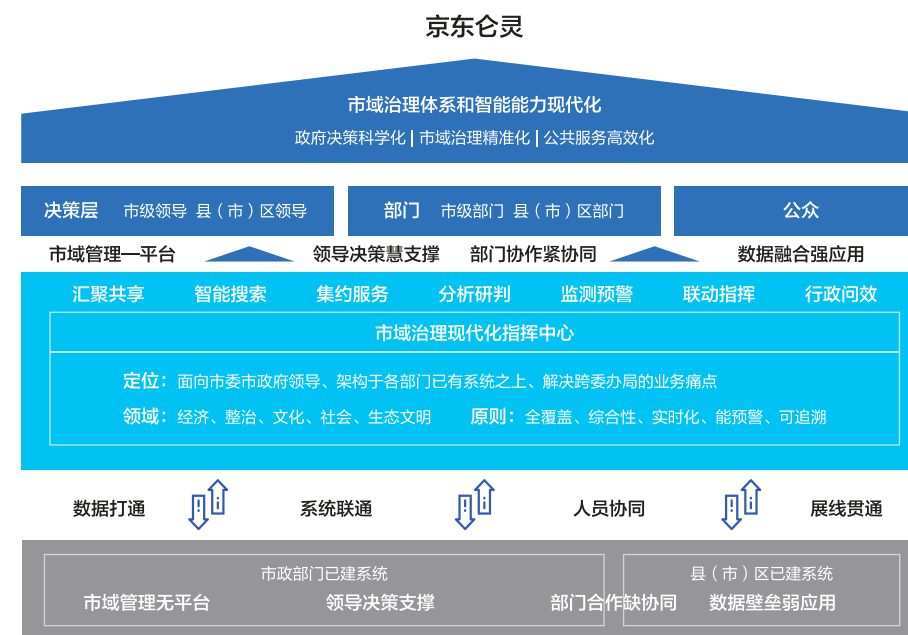 京东仑灵
市域治理体系和智能能力现代化
政府决策科学化 | 市域治理精准化 | 公共服务高效化
决策层 市级领导 县（市）区领导 部门 市级部门 县（市）区部门 公众
市域管理一平台 领导决策慧支撑 部门协作紧协同 数据融合强应用
汇聚共享 智能搜索 集约服务 分析研判 监测预警 联动指挥 行政问效
市域治理现代化指挥中心
定位：面向市委市政府领导、架构于各部门已有系统之上、解决跨委办局的业务痛点
领域：经济、整治、文化、社会、生态文明 原则：全覆盖、综合性、实时化、能预警、可追溯
数据打通 系统联通 人员协同 展线贯通
市政部门已建系统 县（市）区已建系统
市域管理无平台 领导决策支撑 部门合作缺协同 数据壁垒弱应用